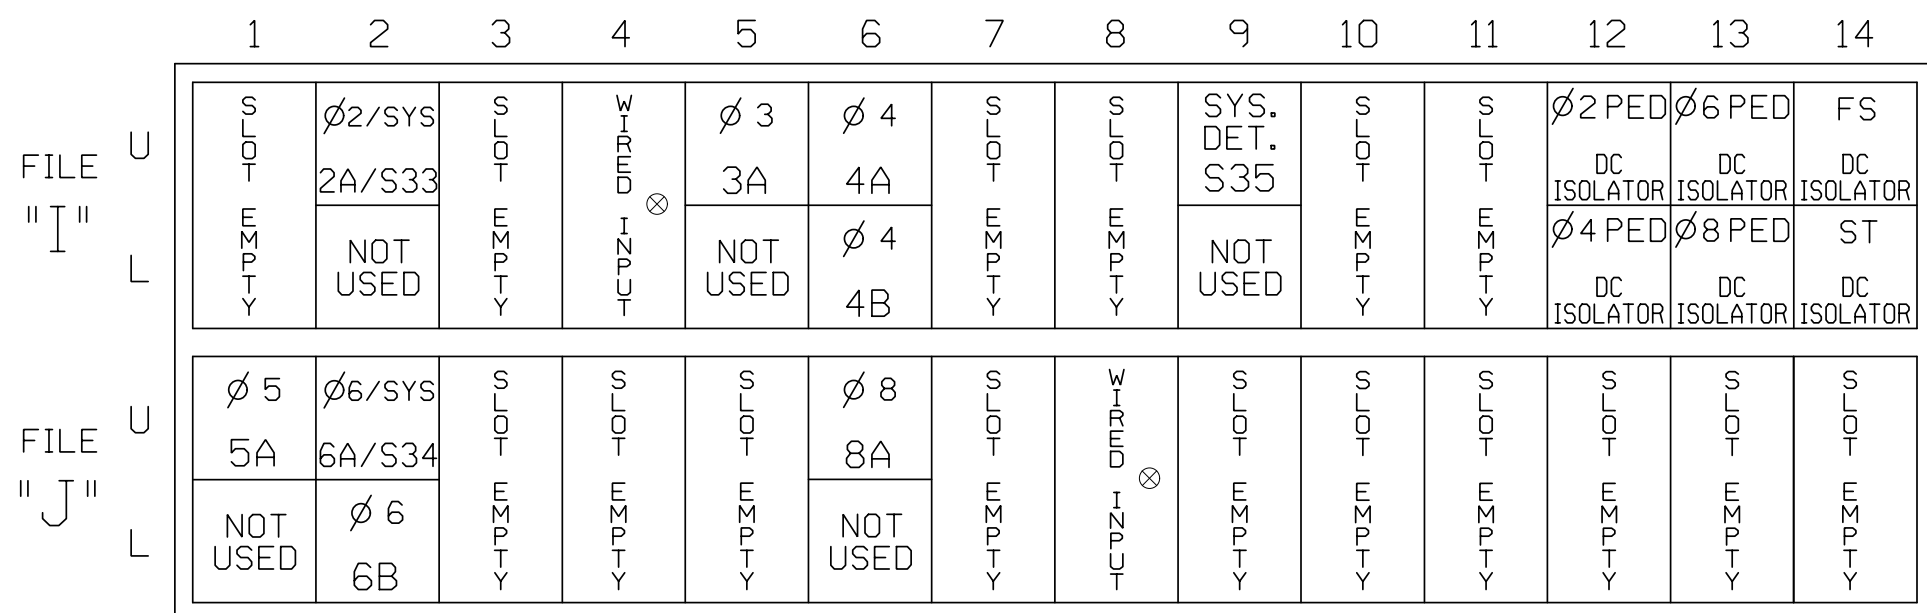 1 2 3 4 5 6 7 8 9 10 11 12 13 14
FILE "I"
U
L
SLOT EMPTY
Ø2/SYS
2A/S33
NOT USED
SLOT EMPTY
WIRED INPUT
Ø 3
3A
NOT USED
Ø 4
4A
Ø 4
4B
SLOT EMPTY
SLOT EMPTY
SYS.
DET.
S35
NOT USED
SLOT EMPTY
SLOT EMPTY
Ø2 PED
DC
ISOLATOR
Ø4 PED
DC
ISOLATOR
Ø6 PED
DC
ISOLATOR
Ø8 PED
DC
ISOLATOR
FS
DC
ISOLATOR
ST
DC
ISOLATOR
FILE "J"
U
L
Ø 5
5A
NOT USED
Ø6/SYS
6A/S34
Ø 6
6B
SLOT EMPTY
SLOT EMPTY
SLOT EMPTY
Ø 8
8A
NOT USED
SLOT EMPTY
WIRED INPUT
SLOT EMPTY
SLOT EMPTY
SLOT EMPTY
SLOT EMPTY
SLOT EMPTY
SLOT EMPTY